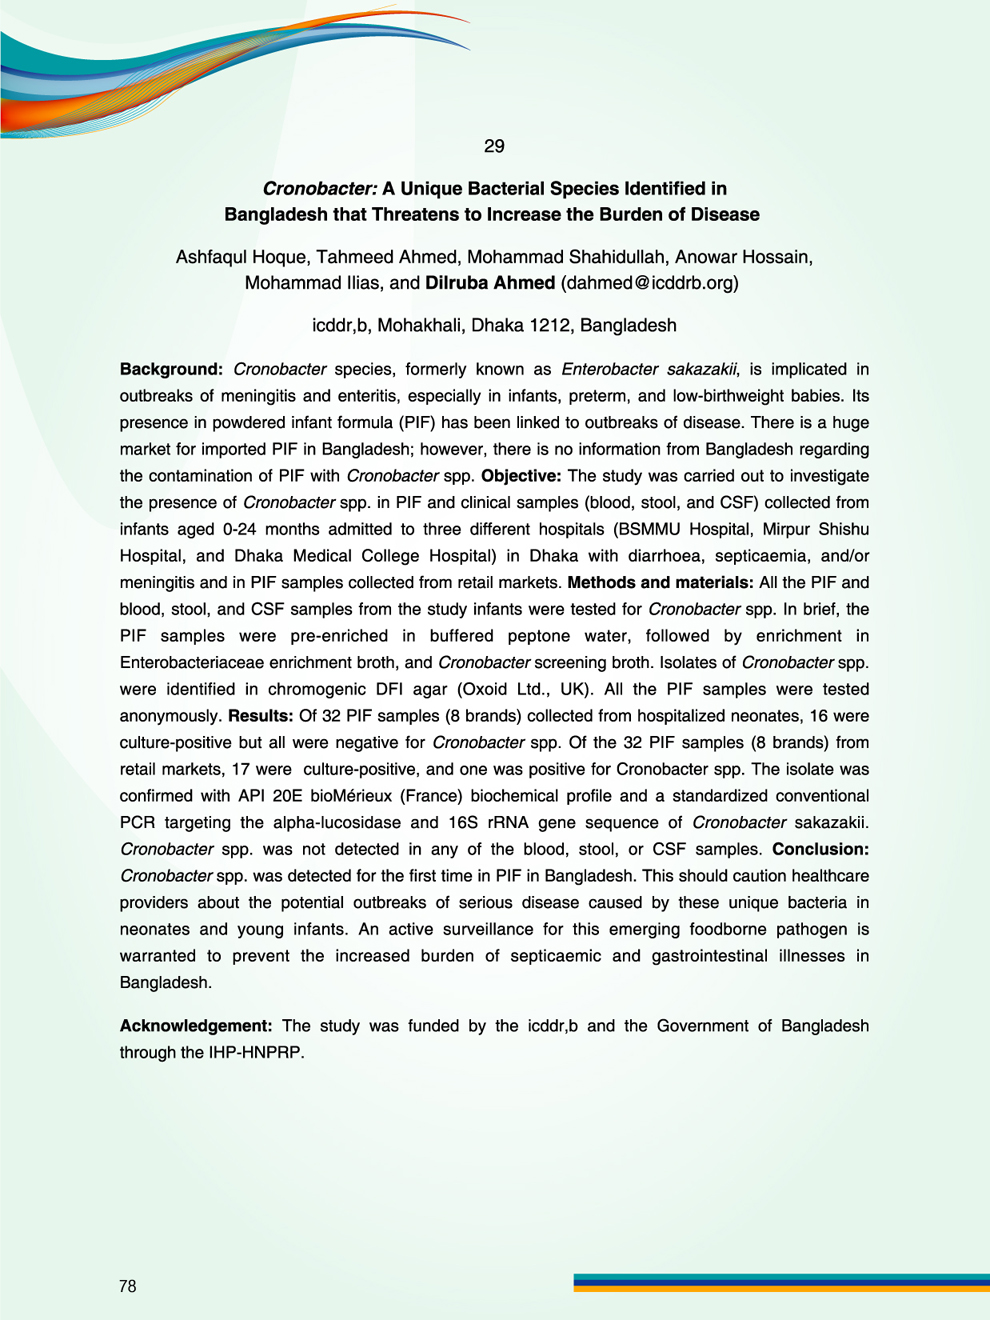 29
Cronobacter: A Unique Bacterial Species Identified in
Bangladesh that Threatens to Increase the Burden of Disease
Ashfaqul Hoque, Tahmeed Ahmed, Mohammad Shahidullah, Anowar Hossain,
Mohammad Ilias, and Dilruba Ahmed (dahmed@icddrb.org)
icddr,b, Mohakhali, Dhaka 1212, Bangladesh
Background: Cronobacter species, formerly known as Enterobacter sakazakii, is implicated in
outbreaks of meningitis and enteritis, especially in infants, preterm, and low-birthweight babies. Its
presence in powdered infant formula (PIF) has been linked to outbreaks of disease. There is a huge
market for imported PIF in Bangladesh; however, there is no information from Bangladesh regarding
the contamination of PIF with Cronobacter spp. Objective: The study was carried out to investigate
the presence of Cronobacter spp. in PIF and clinical samples (blood, stool, and CSF) collected from
infants aged 0-24 months admitted to three different hospitals (BSMMU Hospital, Mirpur Shishu
Hospital, and Dhaka Medical College Hospital) in Dhaka with diarrhoea, septicaemia, and/or
meningitis and in PIF samples collected from retail markets. Methods and materials: All the PIF and
blood, stool, and CSF samples from the study infants were tested for Cronobacter spp. In brief, the
PIF samples were pre-enriched in buffered peptone water, followed by enrichment in
Enterobacteriaceae enrichment broth, and Cronobacter screening broth. Isolates of Cronobacter spp.
were identified in chromogenic DFI agar (Oxoid Ltd., UK). All the PIF samples were tested
anonymously. Results: Of 32 PIF samples (8 brands) collected from hospitalized neonates, 16 were
culture-positive but all were negative for Cronobacter spp. Of the 32 PIF samples (8 brands) from
retail markets, 17 were culture-positive, and one was positive for Cronobacter spp. The isolate was
confirmed with API 20E bioMérieux (France) biochemical profile and a standardized conventional
PCR targeting the alpha-lucosidase and 16S rRNA gene sequence of Cronobacter sakazakii.
Cronobacter spp. was not detected in any of the blood, stool, or CSF samples. Conclusion:
Cronobacter spp. was detected for the first time in PIF in Bangladesh. This should caution healthcare
providers about the potential outbreaks of serious disease caused by these unique bacteria in
neonates and young infants. An active surveillance for this emerging foodborne pathogen is
warranted to prevent the increased burden of septicaemic and gastrointestinal illnesses in
Bangladesh.
Acknowledgement: The study was funded by the icddr,b and the Government of Bangladesh
through the IHP-HNPRP.
78